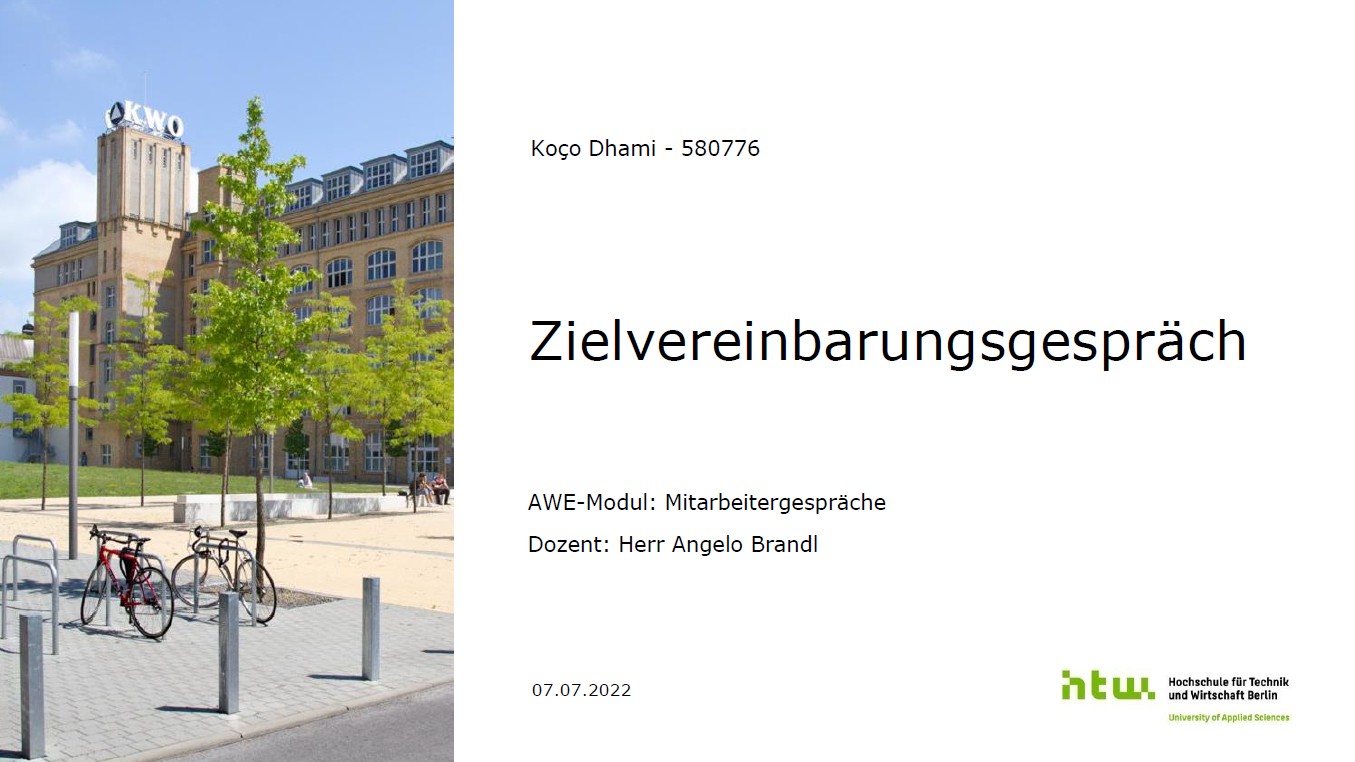 KWO
Koço Dhami - 580776
Zielvereinbarungsgespräch
AWE-Modul: Mitarbeitergespräche
Dozent: Herr Angelo Brandl
07.07.2022
htw.
Hochschule für Technik
und Wirtschaft Berlin
University of Applied Sciences